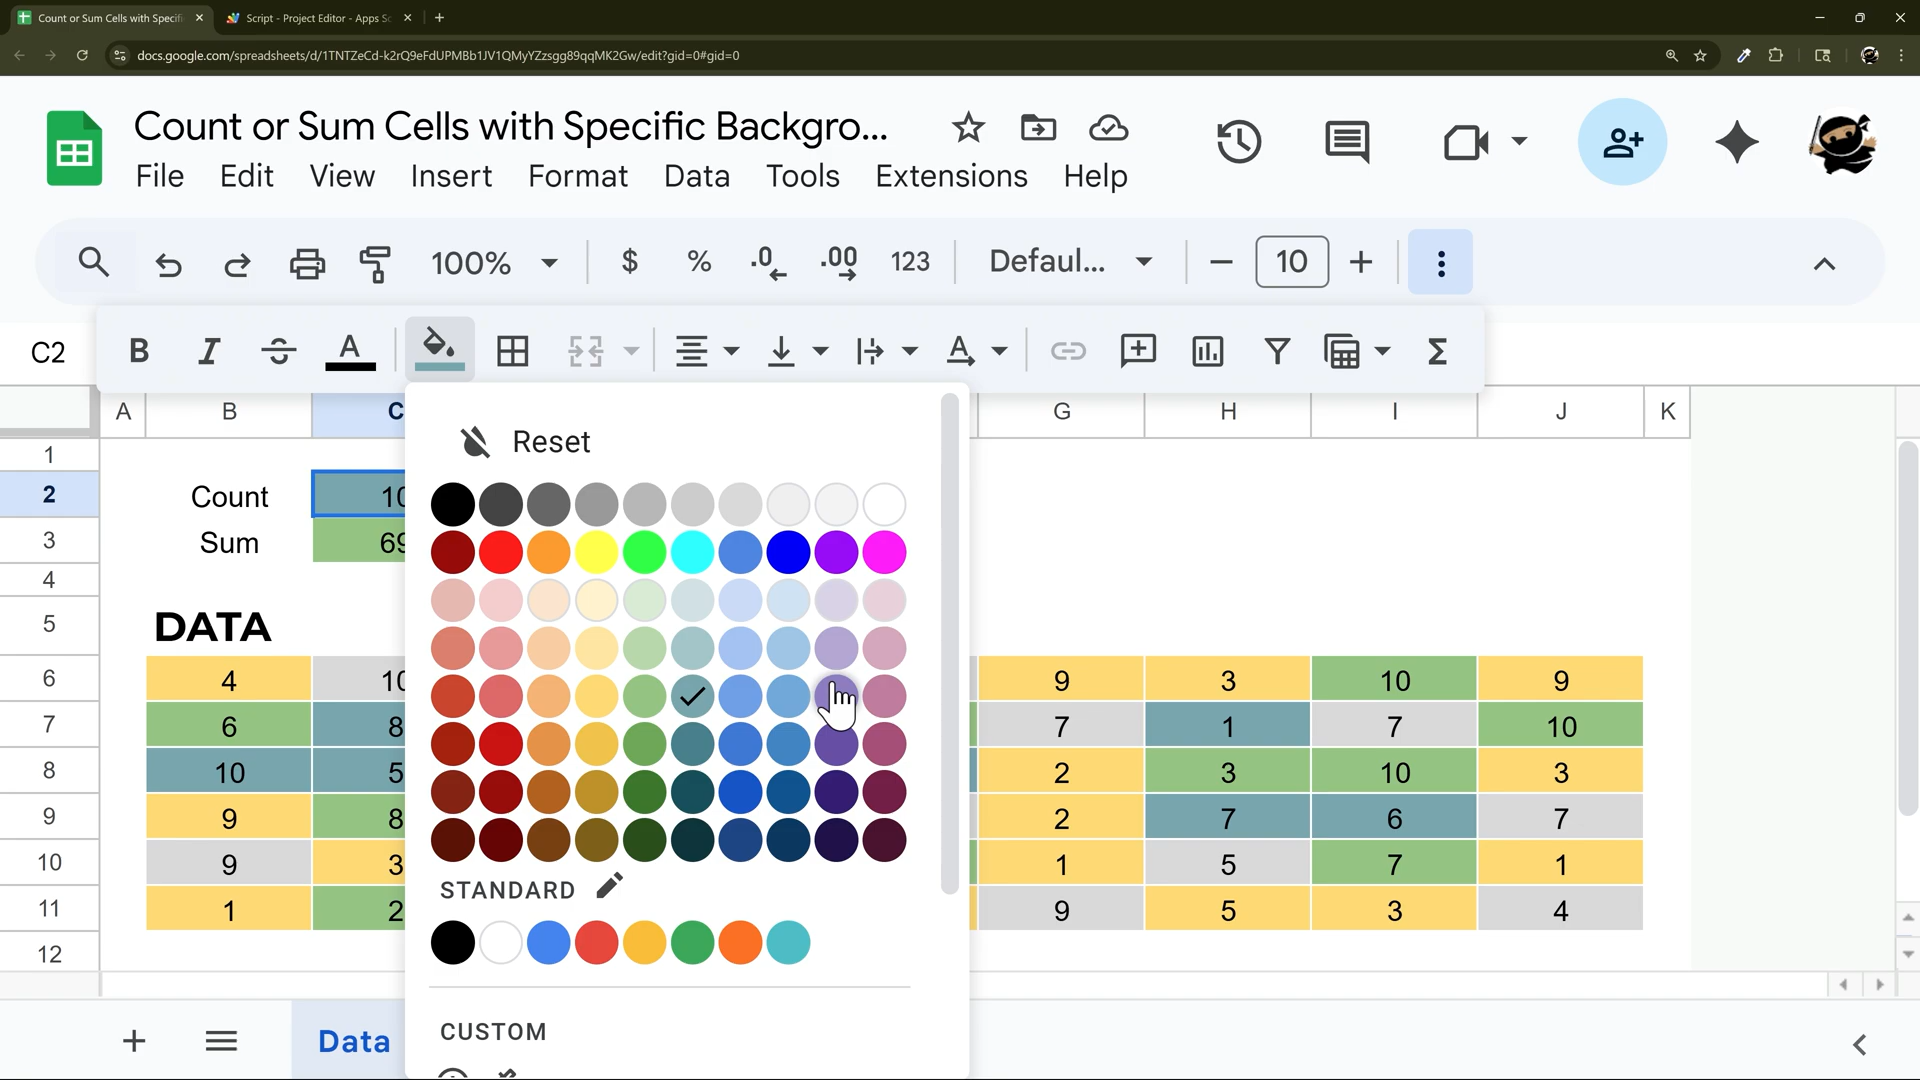 Count or Sum Cells with Specifi
Script - Project Editor - Apps Sc
docs.google.com/spreadsheets/d/1TNTZeCd-k2rQ9eFdUPMBb1JV1QMyYZzsgg89qqMK2Gw/edit?gid=0#gid=0
Count or Sum Cells with Specific Backgro...
File Edit View Insert Format Data Tools Extensions Help
100% $ % .0 .00 123 Defaul... 10
C2 B I S A A Σ
A B C G H I J K
1
2 Count 10
3 Sum 69
4
5 DATA
6 4 10 9 3 10 9
7 6 8 7 1 7 10
8 10 5 2 3 10 3
9 9 8 2 7 6 7
10 9 3 1 5 7 1
11 1 2 9 5 3 4
12
Reset
STANDARD
CUSTOM
Data